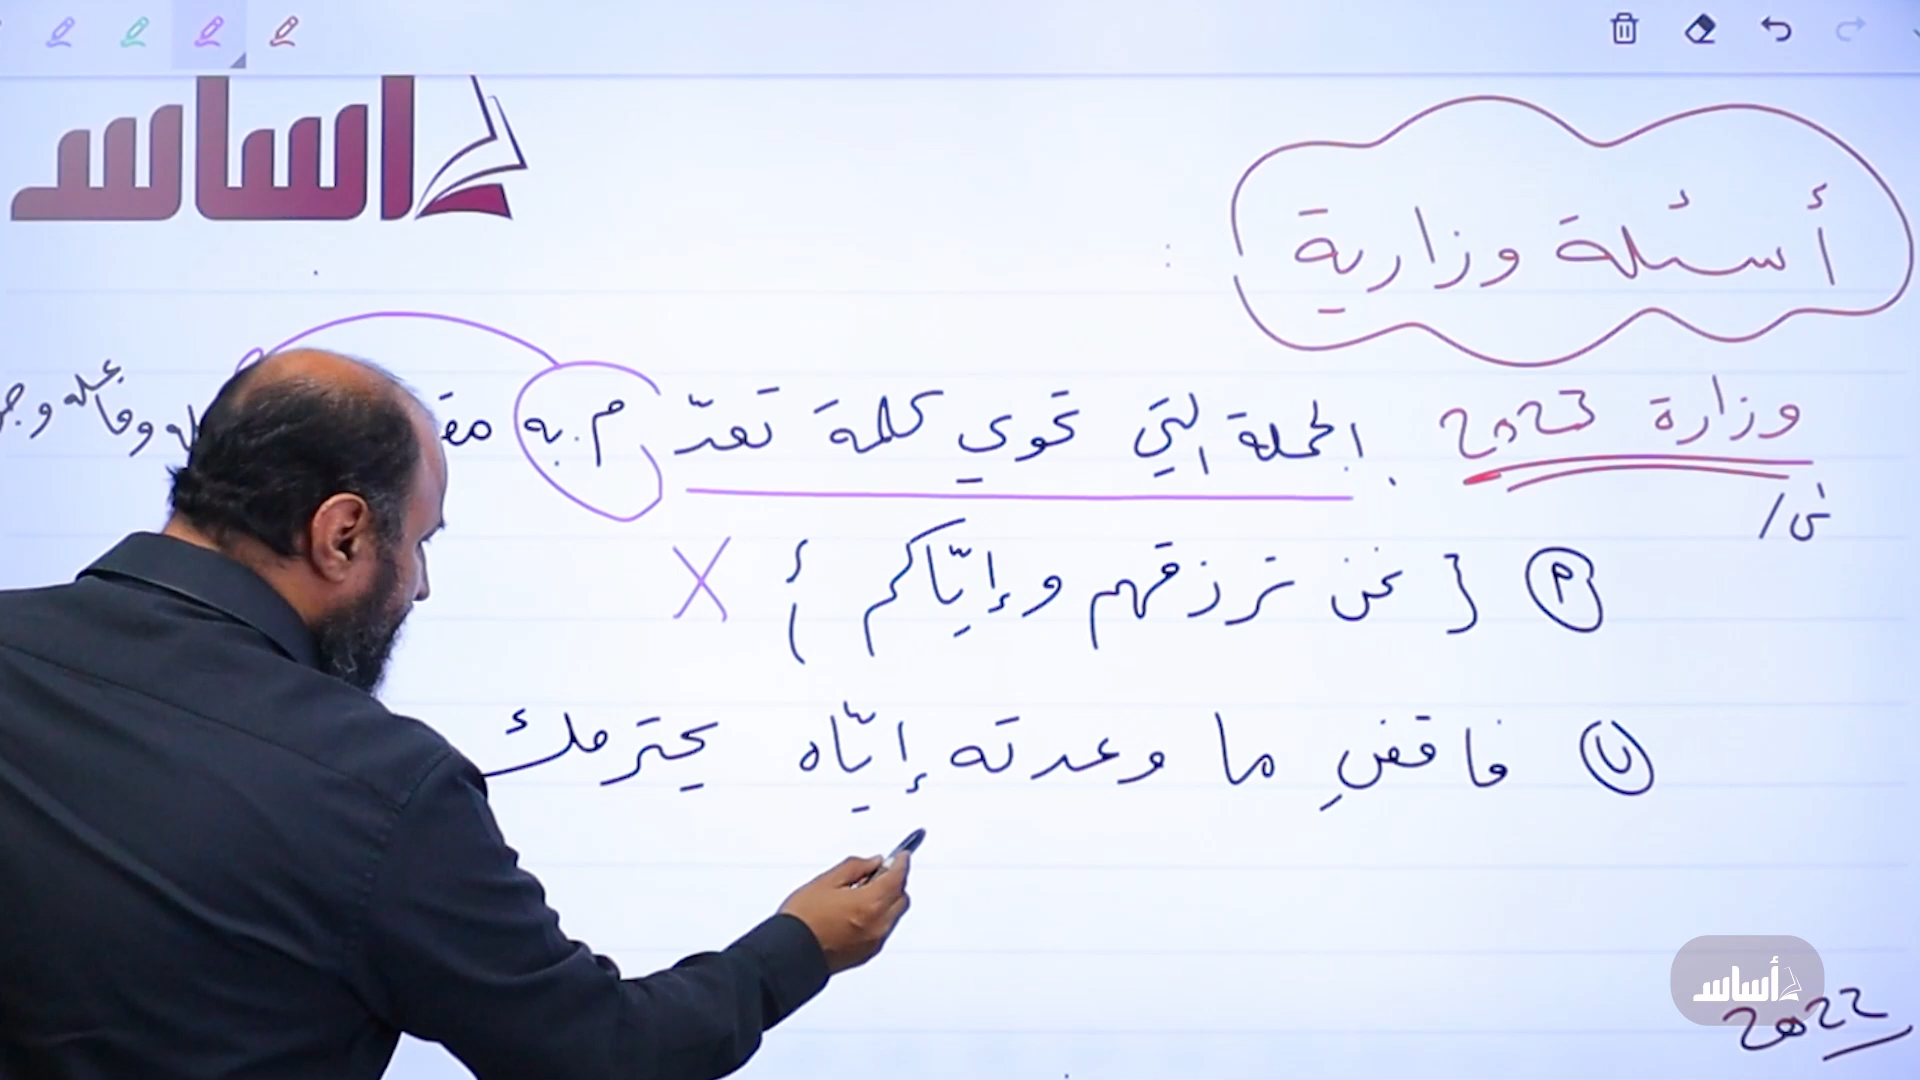 أساس
أسئلة وزارية :
وزارة 2023 . الجملة التي تحوي كلمة تعدّ م. به
س/
أ { نحن نرزقهم وإيّاكم } X
ب فاقضِ ما وعدته إيّاه يحترمك
أساس
2022